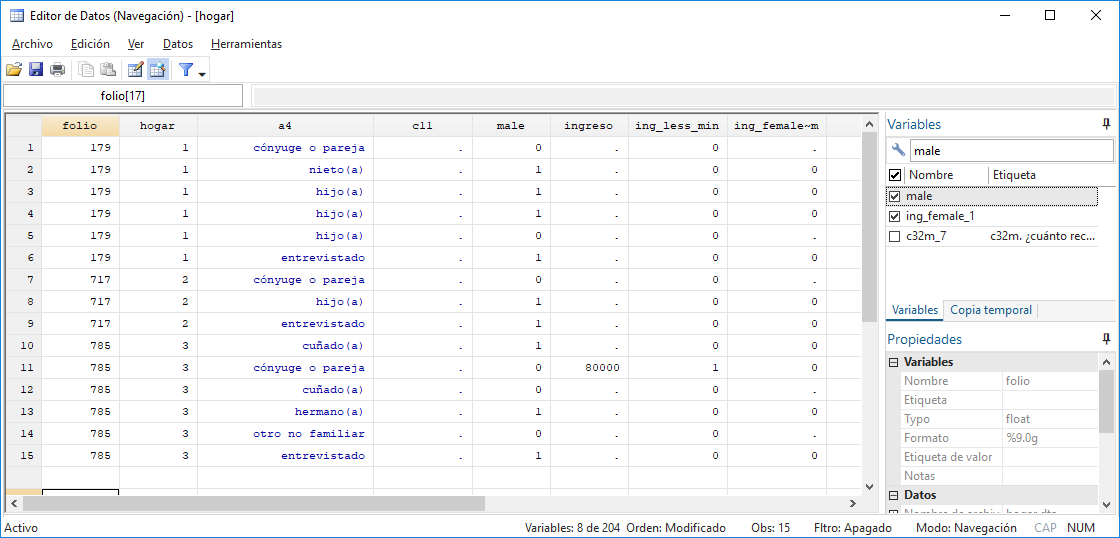 Editor de Datos (Navegación) - [hogar]
Archivo Edición Ver Datos Herramientas
folio[17]
folio hogar a4 c11 male ingreso ing_less_min ing_female~m
1 179 1 cónyuge o pareja . 0 . 0 .
2 179 1 nieto(a) . 1 . 0 0
3 179 1 hijo(a) . 1 . 0 0
4 179 1 hijo(a) . 1 . 0 0
5 179 1 hijo(a) . 0 . 0 .
6 179 1 entrevistado . 1 . 0 0
7 717 2 cónyuge o pareja . 0 . 0 .
8 717 2 hijo(a) . 1 . 0 0
9 717 2 entrevistado . 1 . 0 0
10 785 3 cuñado(a) . 1 . 0 0
11 785 3 cónyuge o pareja . 0 80000 1 0
12 785 3 cuñado(a) . 0 . 0 .
13 785 3 hermano(a) . 1 . 0 0
14 785 3 otro no familiar . 0 . 0 .
15 785 3 entrevistado . 1 . 0 0
Variables
male
Nombre Etiqueta
male
ing_female_1
c32m_7 c32m. ¿cuánto rec...
Variables Copia temporal
Propiedades
Variables
Nombre folio
Etiqueta
Typo float
Formato %9.0g
Etiqueta de valor
Notas
Datos
Activo Variables: 8 de 204 Orden: Modificado Obs: 15 Fltro: Apagado Modo: Navegación CAP NUM